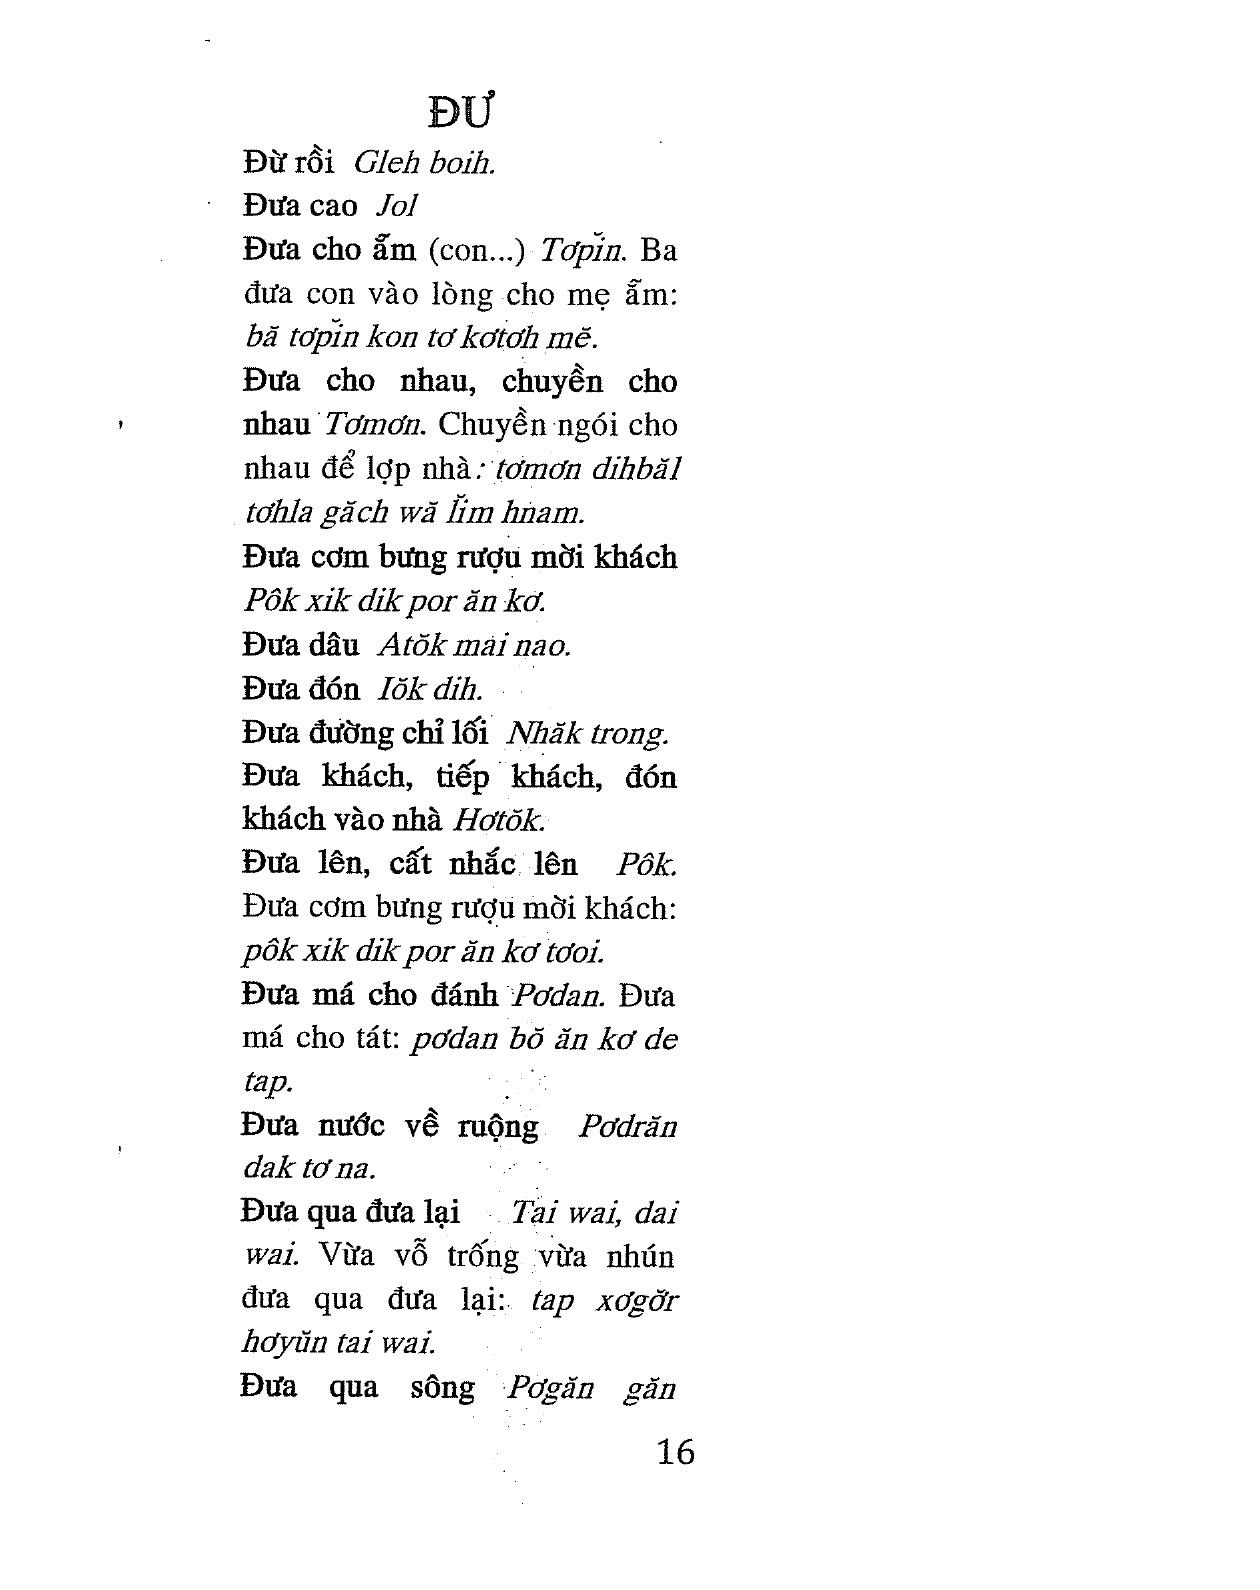 ĐƯ
Đừ rồi Gleh boih.
Đưa cao Jol
Đưa cho ẵm (con...) Tơpĭn. Ba
đưa con vào lòng cho mẹ ẵm:
bă tơpĭn kon tơ kơtơh mĕ.
Đưa cho nhau, chuyền cho
nhau Tơmơn. Chuyền ngói cho
nhau để lợp nhà: tơmơn dihbăl
tơhla găch wă lĭm hnam.
Đưa cơm bưng rượu mời khách
Pôk xik dik por ăn kơ.
Đưa dâu Atŏk mai nao.
Đưa đón Iŏk dih.
Đưa đường chỉ lối Nhăk trong.
Đưa khách, tiếp khách, đón
khách vào nhà Hơtŏk.
Đưa lên, cất nhắc lên Pôk.
Đưa cơm bưng rượu mời khách:
pôk xik dik por ăn kơ tơoi.
Đưa má cho đánh Pơdan. Đưa
má cho tát: pơdan bŏ ăn kơ de
tap.
Đưa nước về ruộng Pơdrăn
dak tơ na.
Đưa qua đưa lại Tai wai, dai
wai. Vừa vỗ trống vừa nhún
đưa qua đưa lại: tap xơgơ̆r
hơyŭn tai wai.
Đưa qua sông Pơgăn găn
16